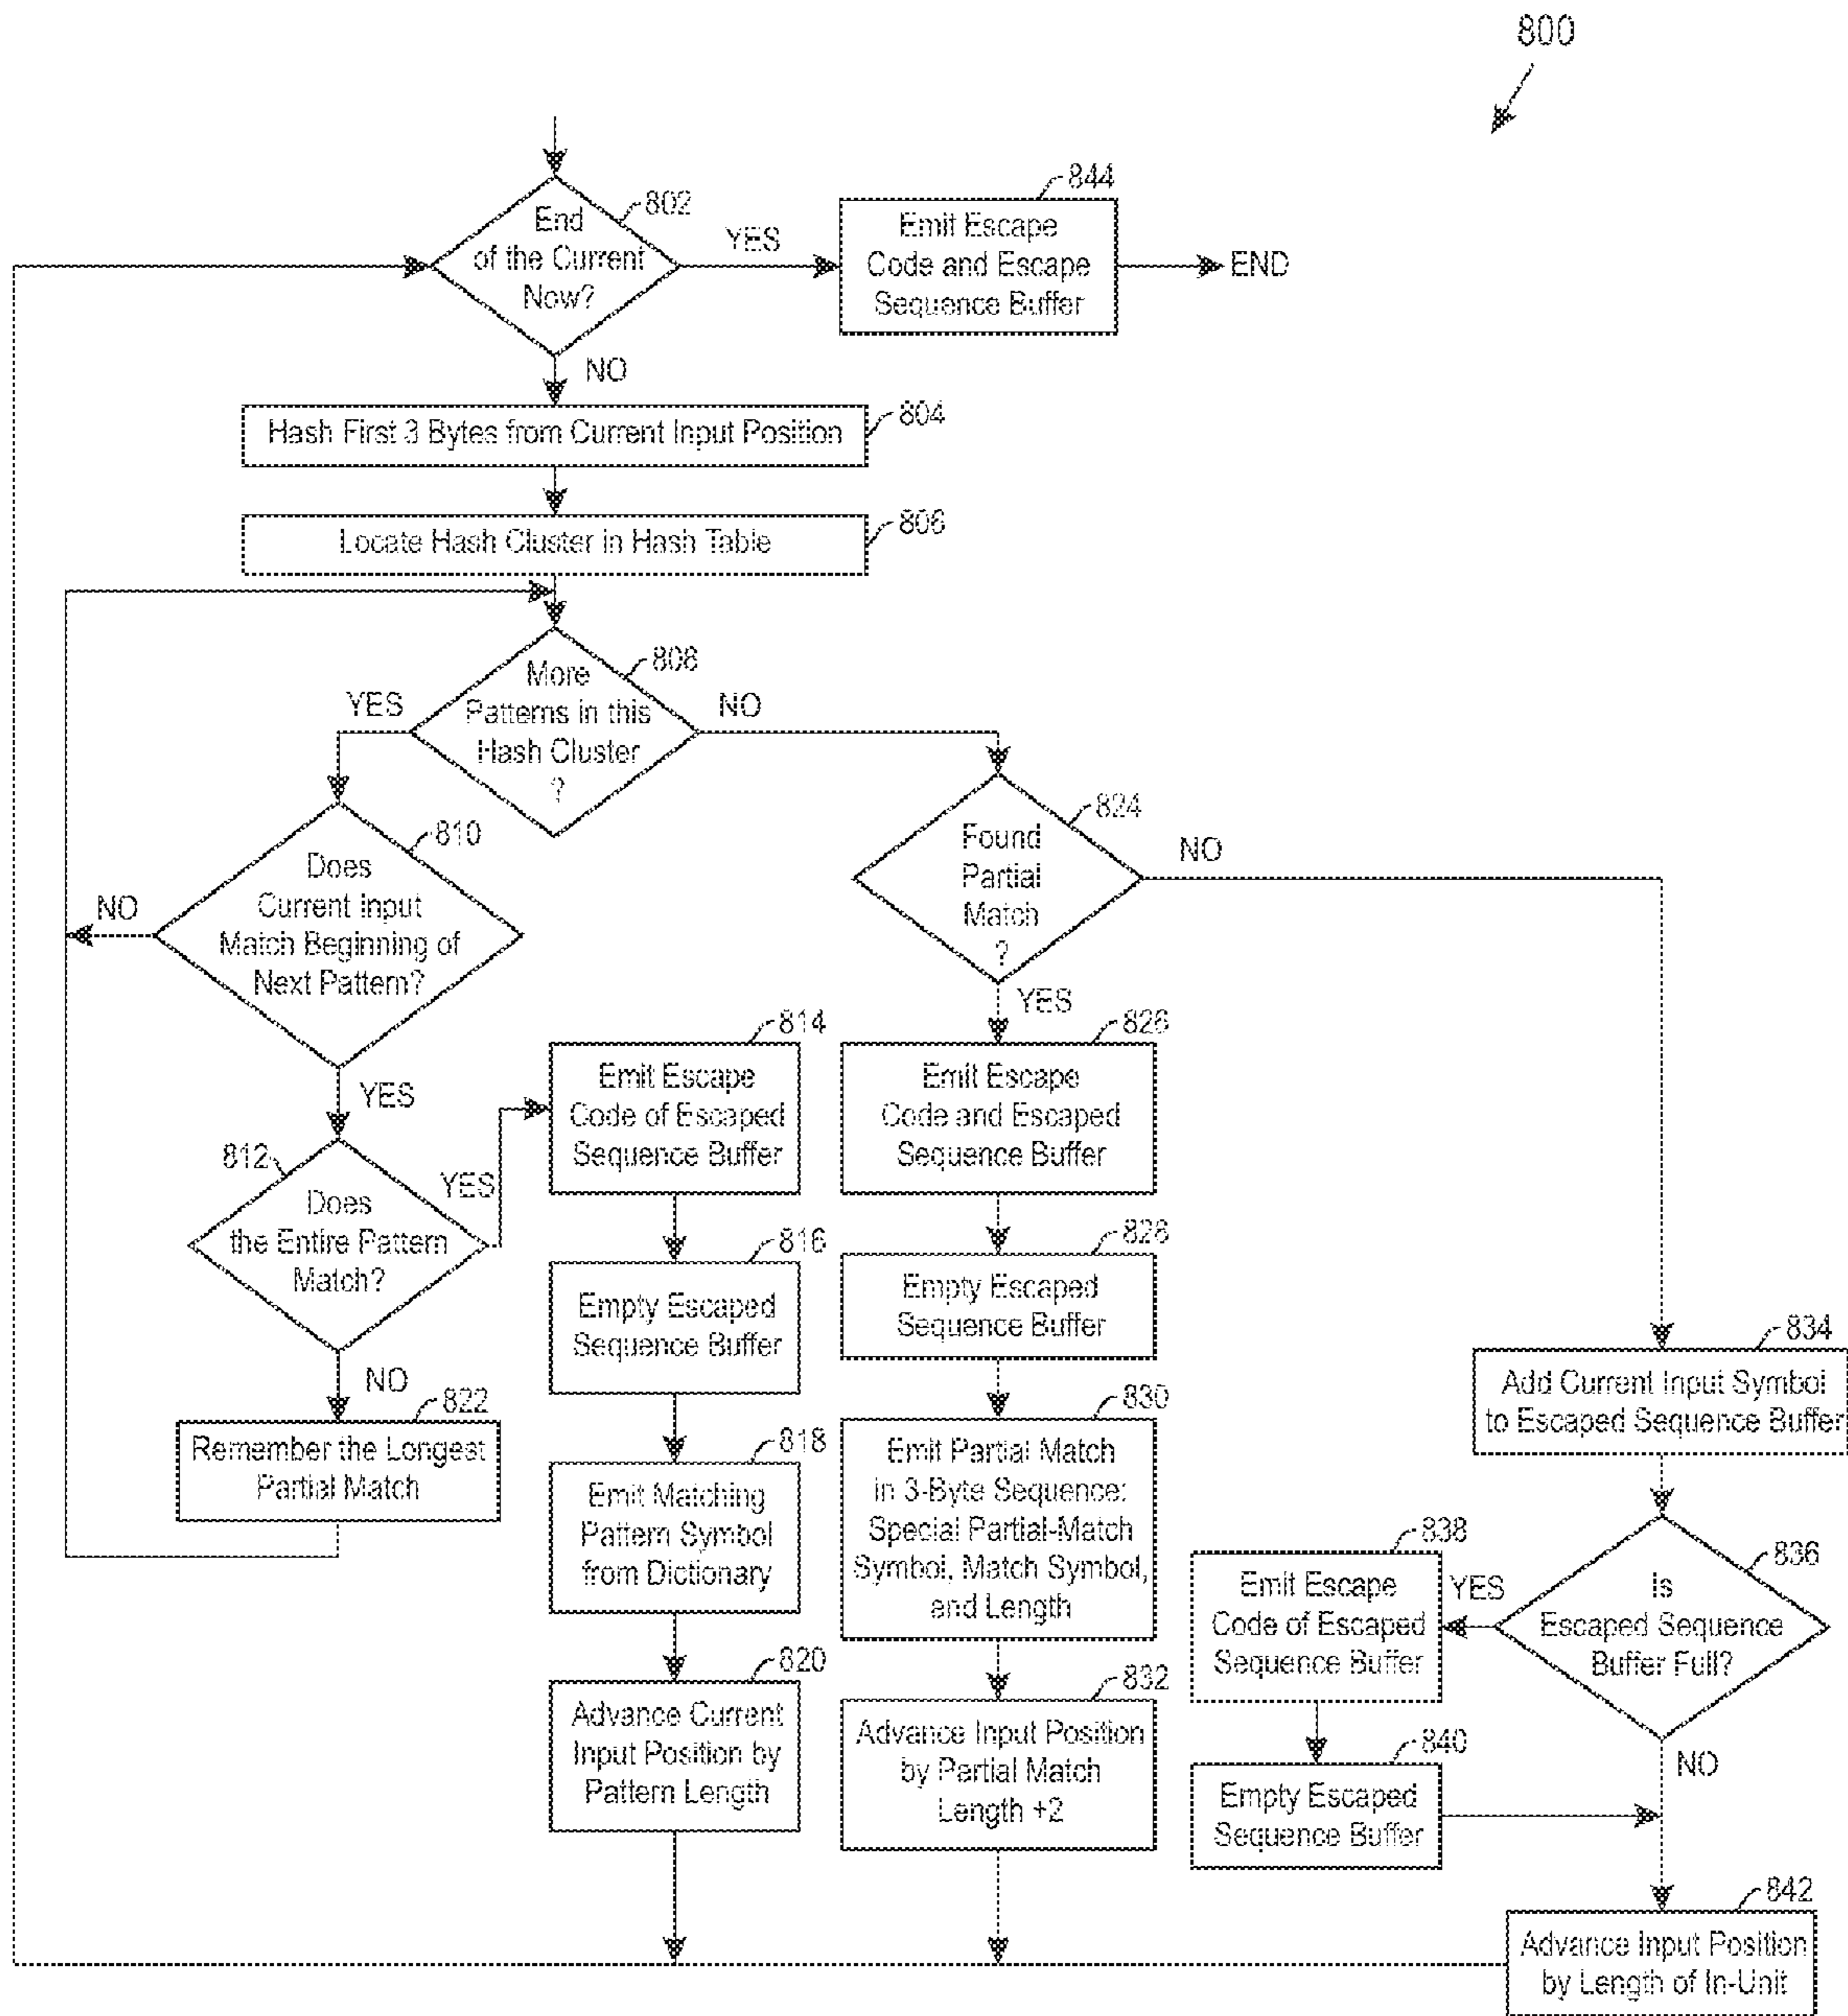 800
End
of the Current
Now?
802
YES
844
Emit Escape
Code and Escape
Sequence Buffer
END
NO
Hash First 3 Bytes from Current Input Position
804
Locate Hash Cluster in Hash Table
806
More
Patterns in this
Hash Cluster
?
808
YES
NO
Does
Current Input
Match Beginning of
Next Pattern?
810
NO
YES
Found
Partial
Match
?
824
NO
YES
812
Does
the Entire Pattern
Match?
YES
NO
822
Remember the Longest
Partial Match
814
Emit Escape
Code of Escaped
Sequence Buffer
816
Empty Escaped
Sequence Buffer
818
Emit Matching
Pattern Symbol
from Dictionary
820
Advance Current
Input Position by
Pattern Length
826
Emit Escape
Code and Escaped
Sequence Buffer
828
Empty Escaped
Sequence Buffer
830
Emit Partial Match
in 3-Byte Sequence:
Special Partial-Match
Symbol, Match Symbol,
and Length
832
Advance Input Position
by Partial Match
Length +2
834
Add Current Input Symbol
to Escaped Sequence Buffer
836
Is
Escaped Sequence
Buffer Full?
YES
NO
838
Emit Escape
Code of Escaped
Sequence Buffer
840
Empty Escaped
Sequence Buffer
842
Advance Input Position
by Length of In-Unit